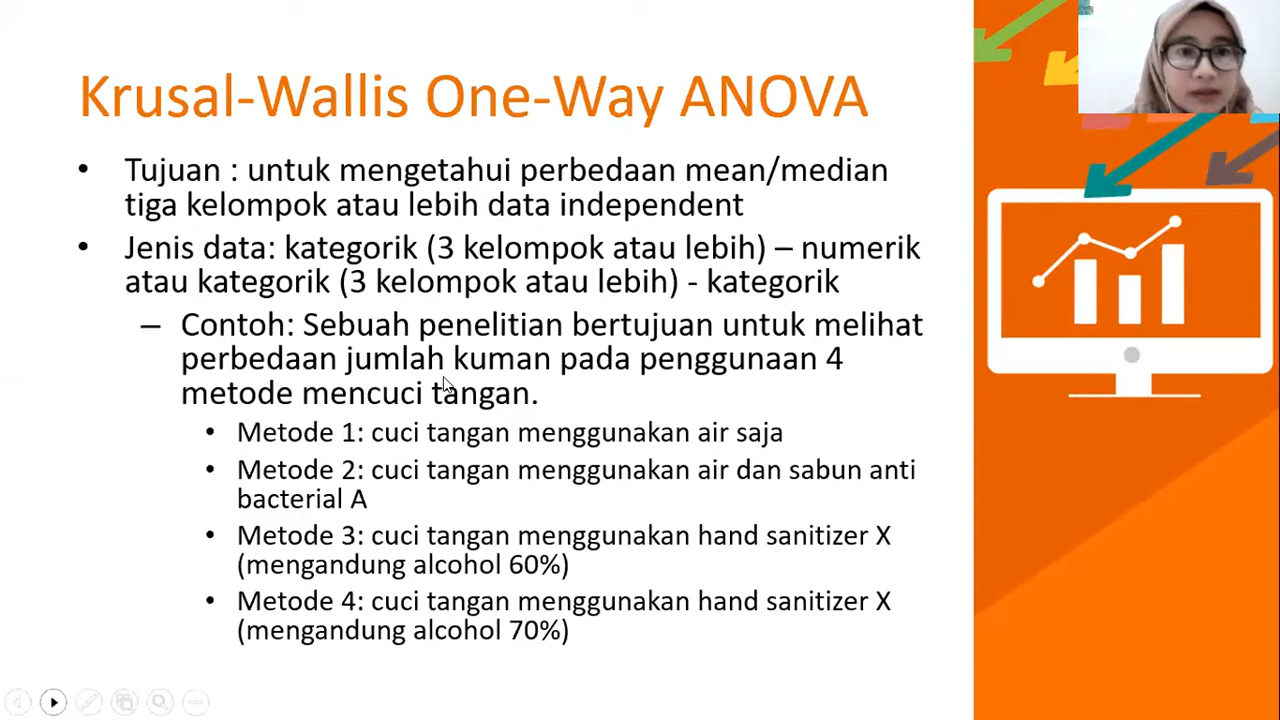 Krusal-Wallis One-Way ANOVA
• Tujuan : untuk mengetahui perbedaan mean/median
tiga kelompok atau lebih data independent
• Jenis data: kategorik (3 kelompok atau lebih) – numerik
atau kategorik (3 kelompok atau lebih) - kategorik
– Contoh: Sebuah penelitian bertujuan untuk melihat
perbedaan jumlah kuman pada penggunaan 4
metode mencuci tangan.
• Metode 1: cuci tangan menggunakan air saja
• Metode 2: cuci tangan menggunakan air dan sabun anti
bacterial A
• Metode 3: cuci tangan menggunakan hand sanitizer X
(mengandung alcohol 60%)
• Metode 4: cuci tangan menggunakan hand sanitizer X
(mengandung alcohol 70%)